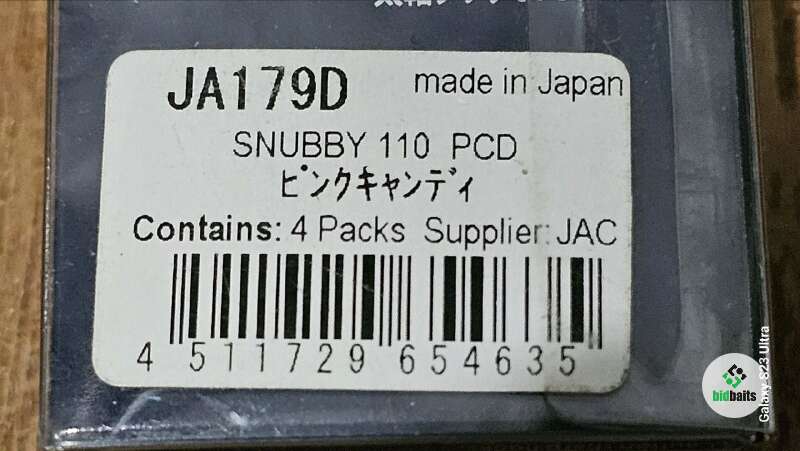 JA179D made in Japan
SNUBBY 110 PCD
ﾋﾟﾝｸｷｬﾝﾃﾞｨ
Contains: 4 Packs Supplier: JAC
4 511729 654635
bidbaits
Galaxy S23 Ultra